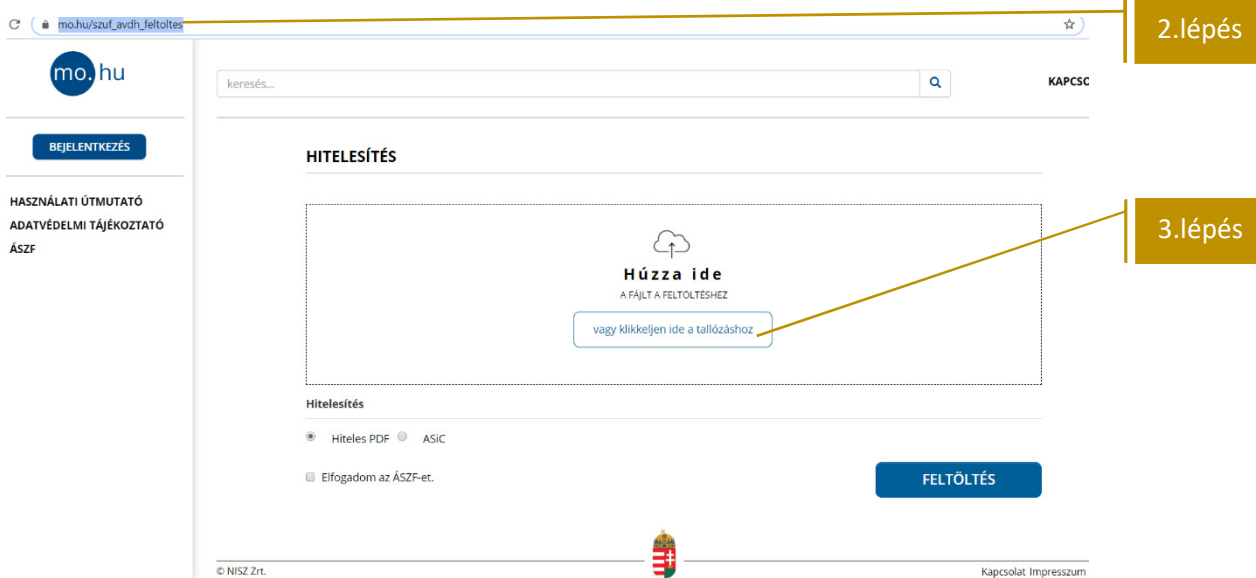 mo.hu/szuf_avdh_feltoltes
2.lépés
mo. hu
keresés...
KAPCSO
BEJELENTKEZÉS
HITELESÍTÉS
HASZNÁLATI ÚTMUTATÓ
ADATVÉDELMI TÁJÉKOZTATÓ
ÁSZF
3.lépés
Húzza ide
A FÁJLT A FELTÖLTÉSHEZ
vagy klikkeljen ide a tallózáshoz
Hitelesítés
Hiteles PDF ASiC
Elfogadom az ÁSZF-et.
FELTÖLTÉS
© NISZ Zrt.
Kapcsolat Impresszum